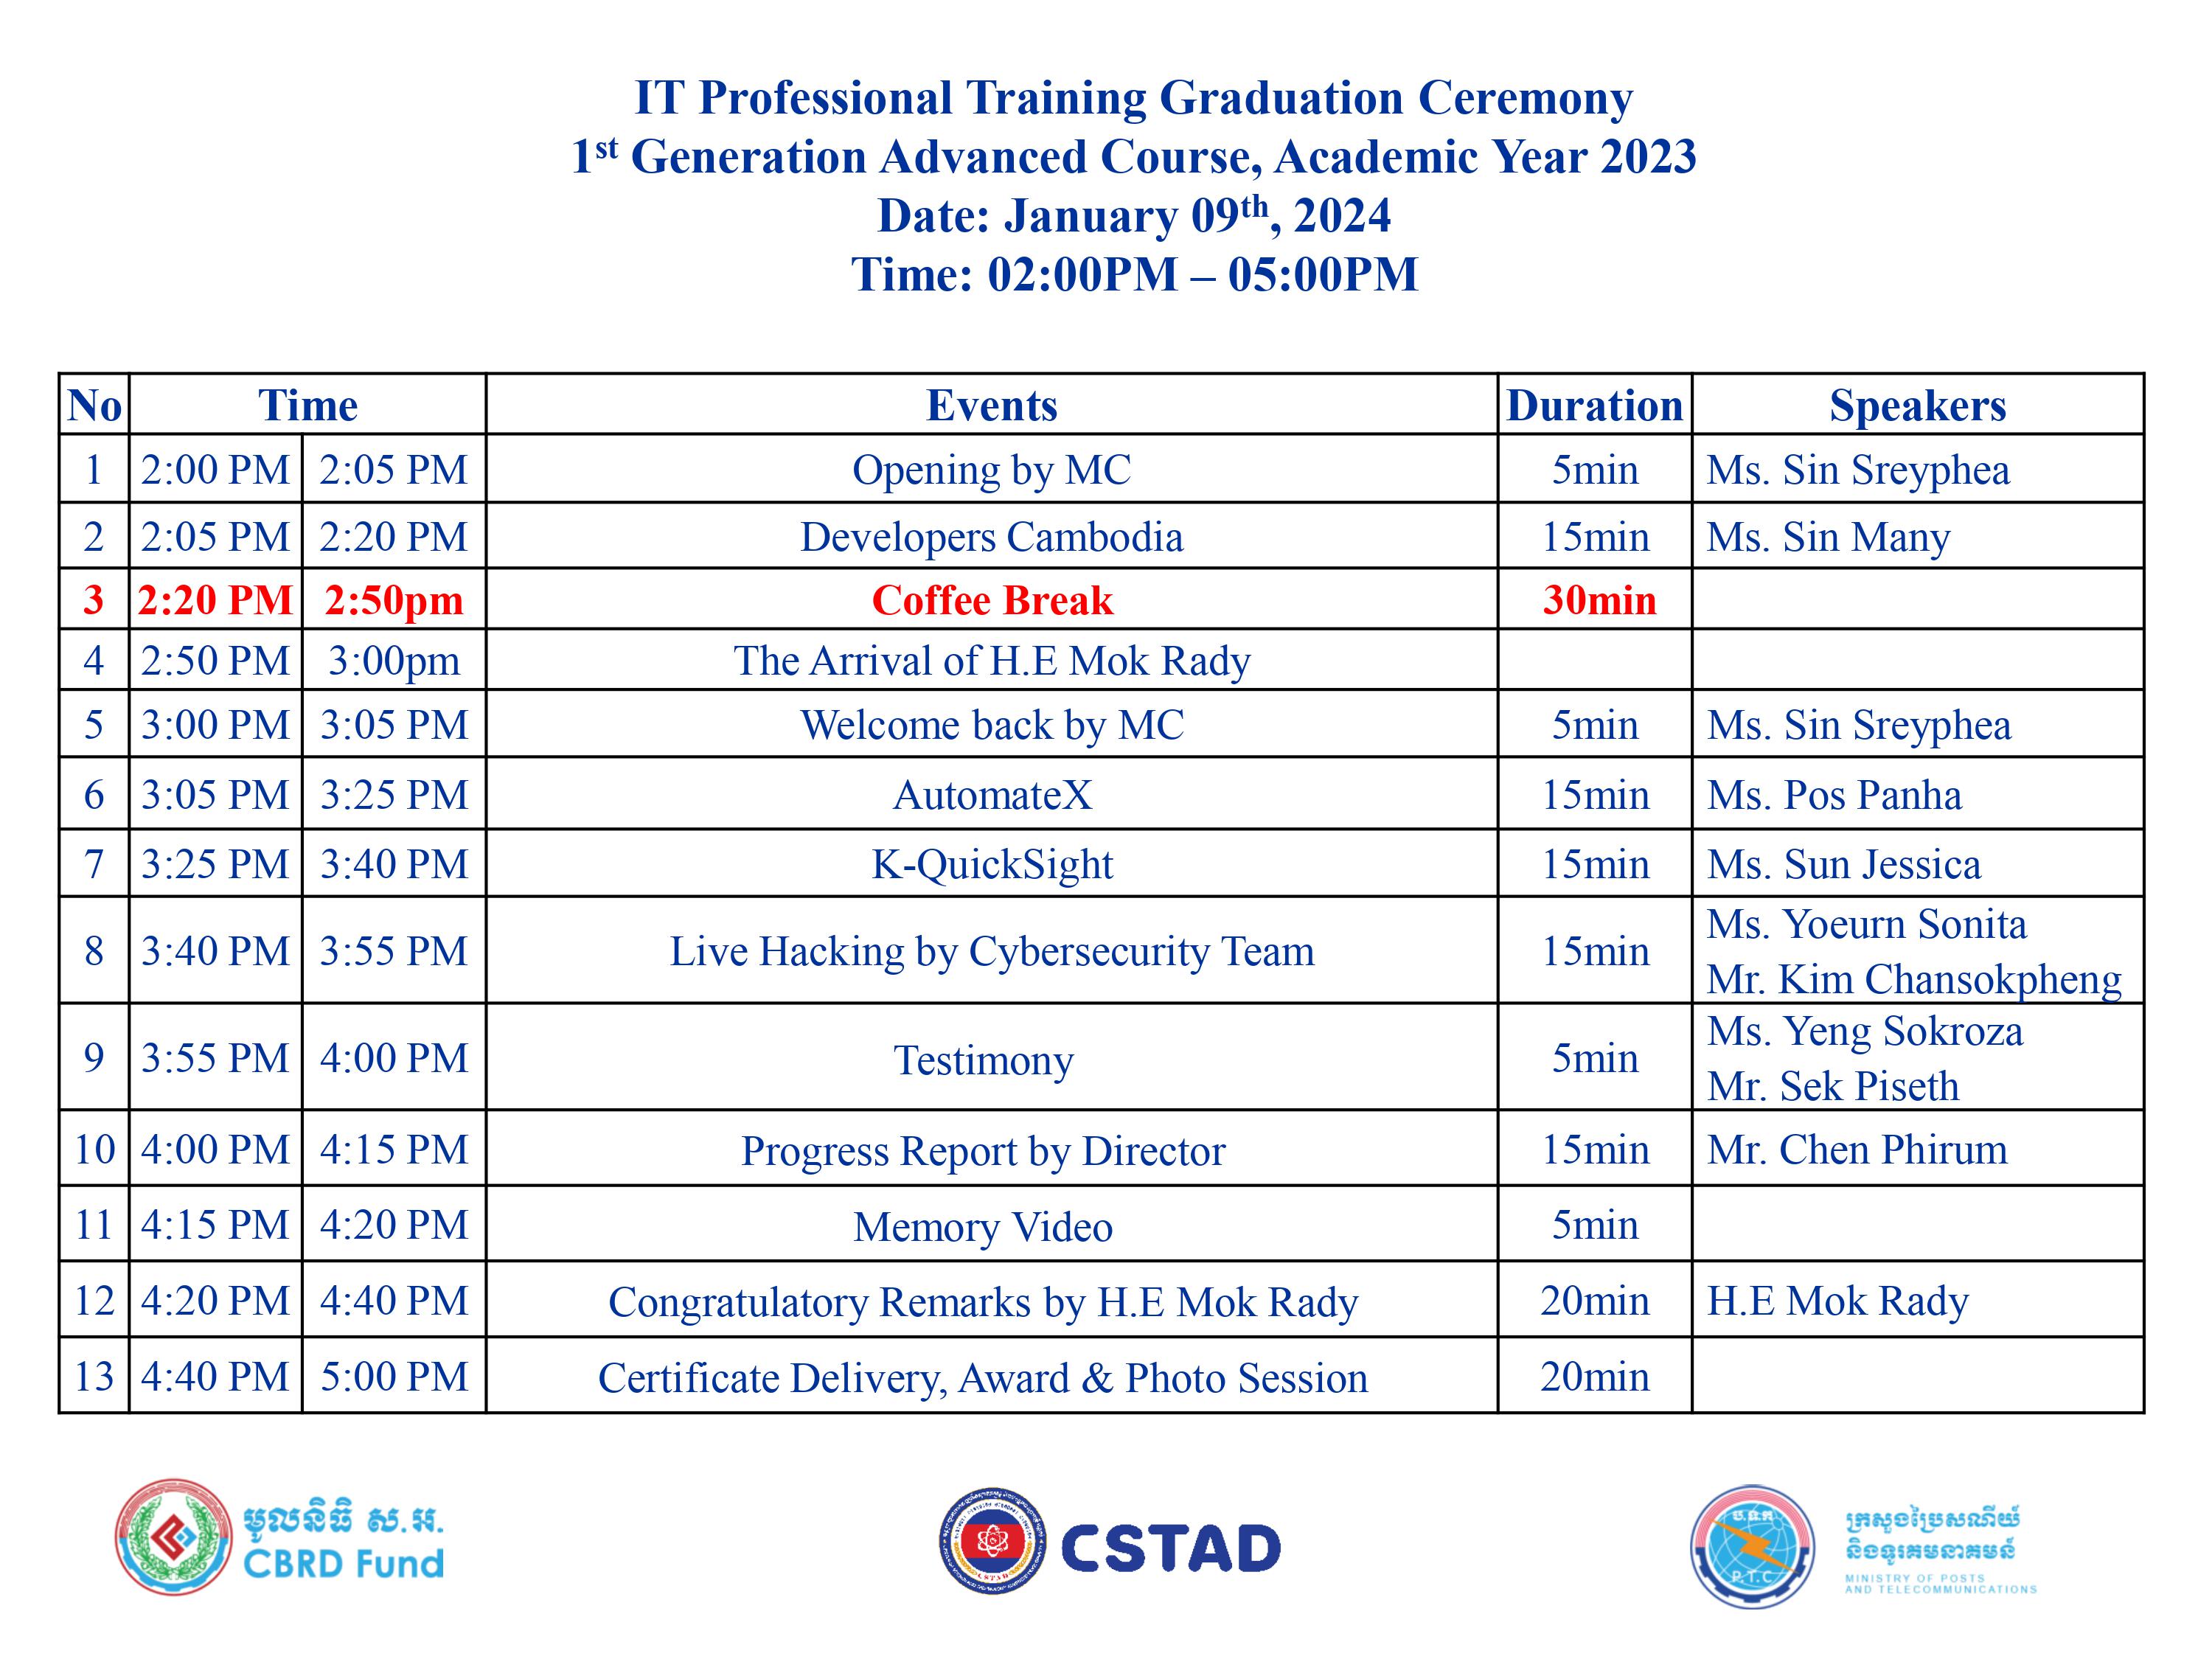 IT Professional Training Graduation Ceremony
1st Generation Advanced Course, Academic Year 2023
Date: January 09th, 2024
Time: 02:00PM – 05:00PM
No Time Events Duration Speakers
1 2:00 PM 2:05 PM Opening by MC 5min Ms. Sin Sreyphea
2 2:05 PM 2:20 PM Developers Cambodia 15min Ms. Sin Many
3 2:20 PM 2:50pm Coffee Break 30min
4 2:50 PM 3:00pm The Arrival of H.E Mok Rady
5 3:00 PM 3:05 PM Welcome back by MC 5min Ms. Sin Sreyphea
6 3:05 PM 3:25 PM AutomateX 15min Ms. Pos Panha
7 3:25 PM 3:40 PM K-QuickSight 15min Ms. Sun Jessica
8 3:40 PM 3:55 PM Live Hacking by Cybersecurity Team 15min Ms. Yoeurn Sonita
Mr. Kim Chansokpheng
9 3:55 PM 4:00 PM Testimony 5min Ms. Yeng Sokroza
Mr. Sek Piseth
10 4:00 PM 4:15 PM Progress Report by Director 15min Mr. Chen Phirum
11 4:15 PM 4:20 PM Memory Video 5min
12 4:20 PM 4:40 PM Congratulatory Remarks by H.E Mok Rady 20min H.E Mok Rady
13 4:40 PM 5:00 PM Certificate Delivery, Award & Photo Session 20min
មូលនិធិ ស.អ.
CBRD Fund
CSTAD
CSTAD
ប.ទ.ក
P.T.C
ក្រសួងប្រៃសណីយ៍
និងទូរគមនាគមន៍
MINISTRY OF POSTS
AND TELECOMMUNICATIONS